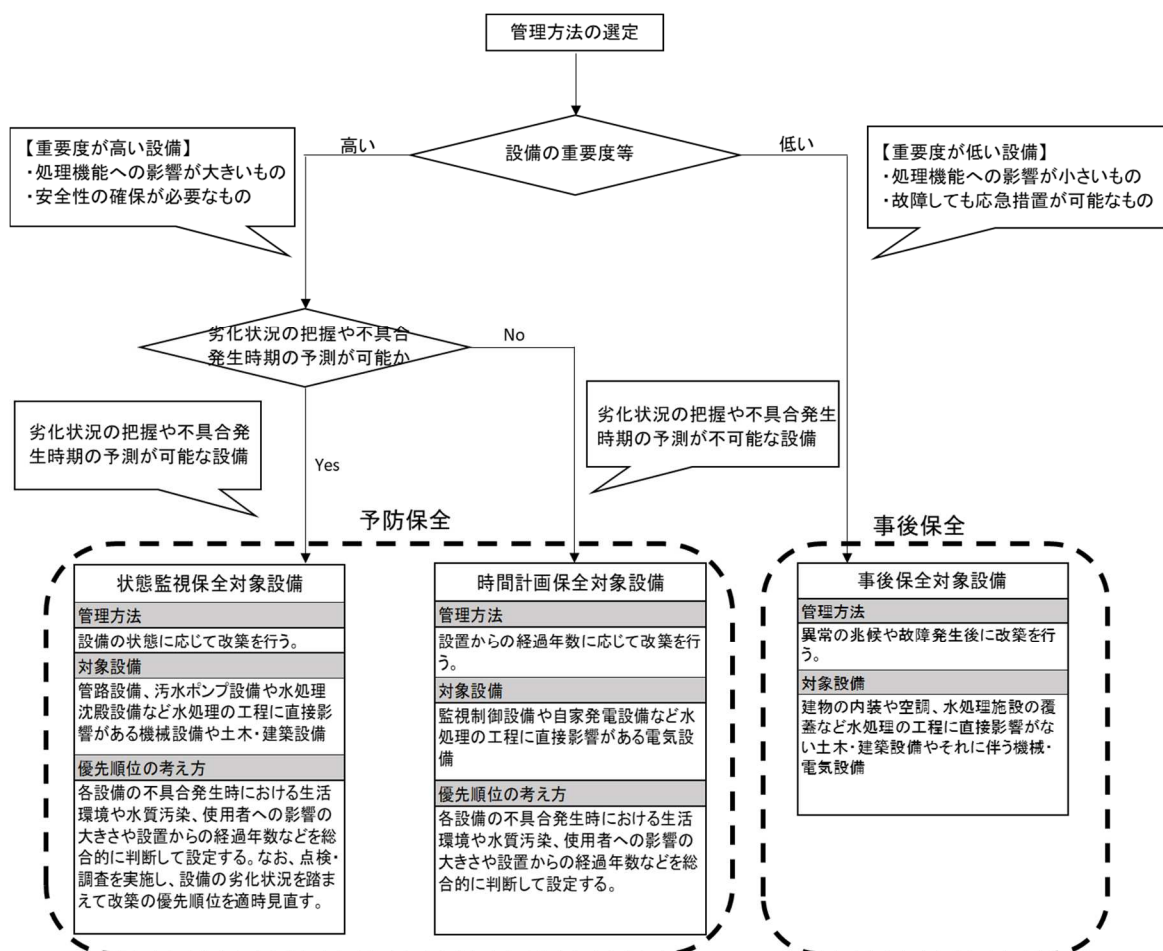 管理方法の選定
設備の重要度等
高い
低い
【重要度が高い設備】
・処理機能への影響が大きいもの
・安全性の確保が必要なもの
【重要度が低い設備】
・処理機能への影響が小さいもの
・故障しても応急措置が可能なもの
劣化状況の把握や不具合
発生時期の予測が可能か
No
Yes
劣化状況の把握や不具合発
生時期の予測が可能な設備
劣化状況の把握や不具合発生
時期の予測が不可能な設備
予防保全
事後保全
状態監視保全対象設備
管理方法
設備の状態に応じて改築を行う。
対象設備
管路設備、汚水ポンプ設備や水処理
沈殿設備など水処理の工程に直接影
響がある機械設備や土木・建築設備
優先順位の考え方
各設備の不具合発生時における生活
環境や水質汚染、使用者への影響の
大きさや設置からの経過年数などを総
合的に判断して設定する。なお、点検・
調査を実施し、設備の劣化状況を踏ま
えて改築の優先順位を適時見直す。
時間計画保全対象設備
管理方法
設置からの経過年数に応じて改築を行
う。
対象設備
監視制御設備や自家発電設備など水
処理の工程に直接影響がある電気設
備
優先順位の考え方
各設備の不具合発生時における生活
環境や水質汚染、使用者への影響の
大きさや設置からの経過年数などを総
合的に判断して設定する。
事後保全対象設備
管理方法
異常の兆候や故障発生後に改築を行
う。
対象設備
建物の内装や空調、水処理施設の覆
蓋など水処理の工程に直接影響がな
い土木・建築設備やそれに伴う機械・
電気設備